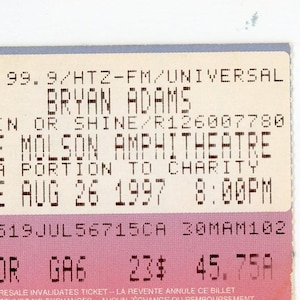 99.9/HTZ-FM/UNIVERSAL
BRYAN ADAMS
OR SHINE/R126007780
MOLSON AMPHITHEATRE
A PORTION TO CHARITY
AUG 26 1997 8:00PM
519JUL56715CA 30MAM102
OR GA6 23$ 45.75A
RESALE INVALIDATES TICKET -- LA REVENTE ANNULE CE BILLET